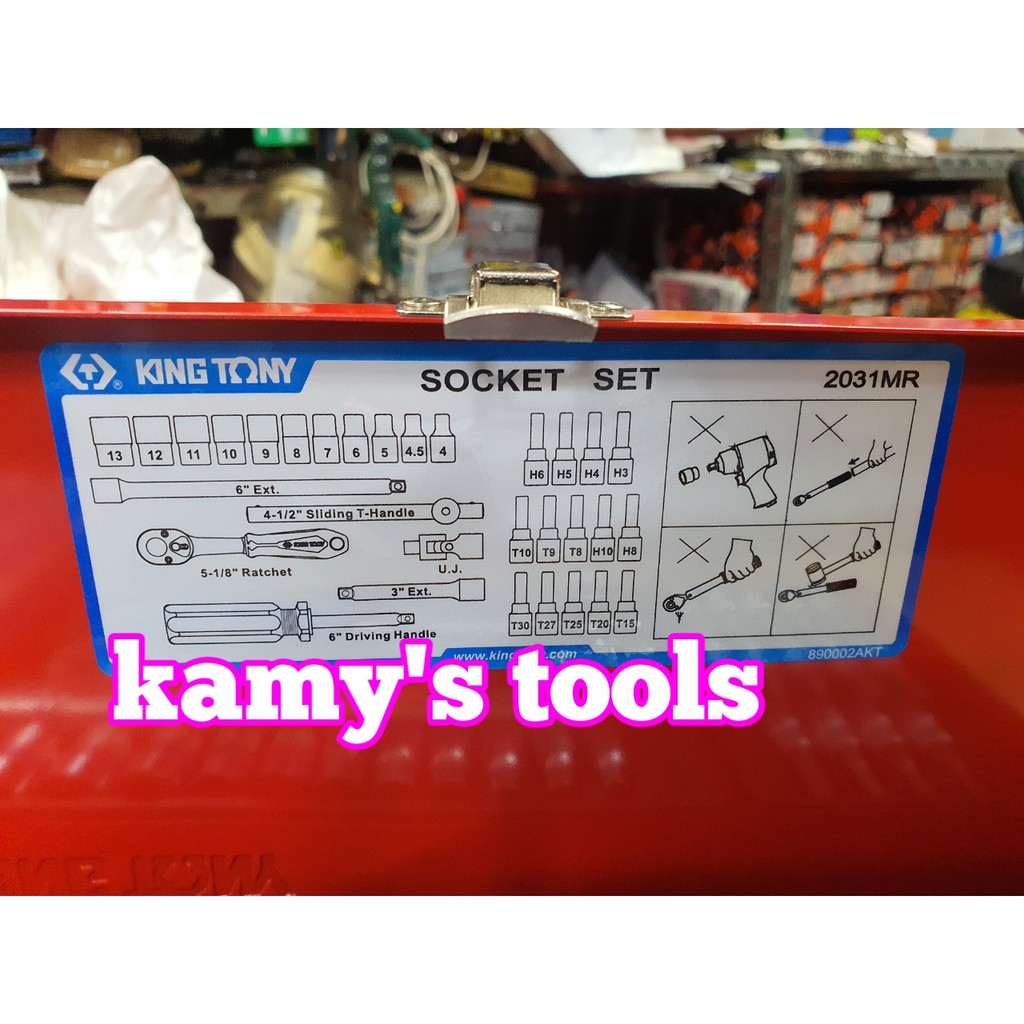 KING TONY
SOCKET SET
2031MR
13 12 11 10 9 8 7 6 5 4.5 4
6" Ext.
4-1/2" Sliding T-Handle
KING TONY
5-1/8" Ratchet
U.J.
3" Ext.
6" Driving Handle
H6 H5 H4 H3
T10 T9 T8 H10 H8
T30 T27 T25 T20 T15
890002AKT
kamy's tools